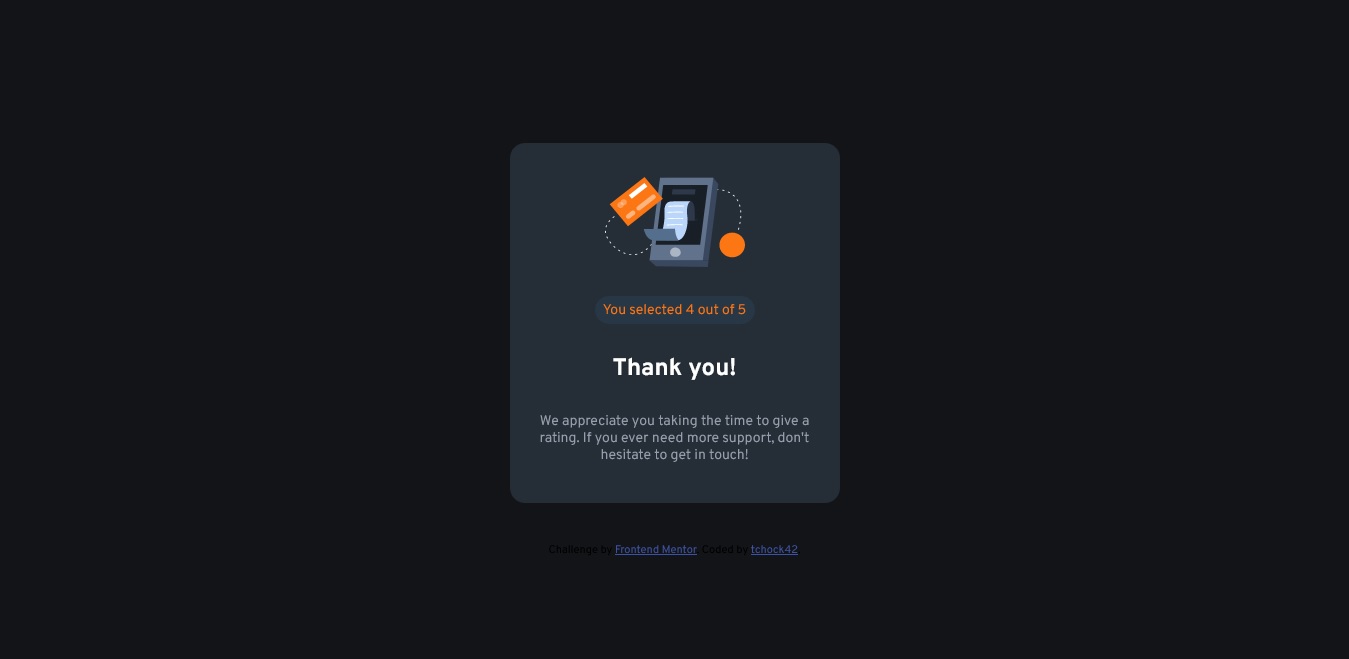 You selected 4 out of 5
Thank you!
We appreciate you taking the time to give a
rating. If you ever need more support, don't
hesitate to get in touch!
Challenge by Frontend Mentor. Coded by tchock42.